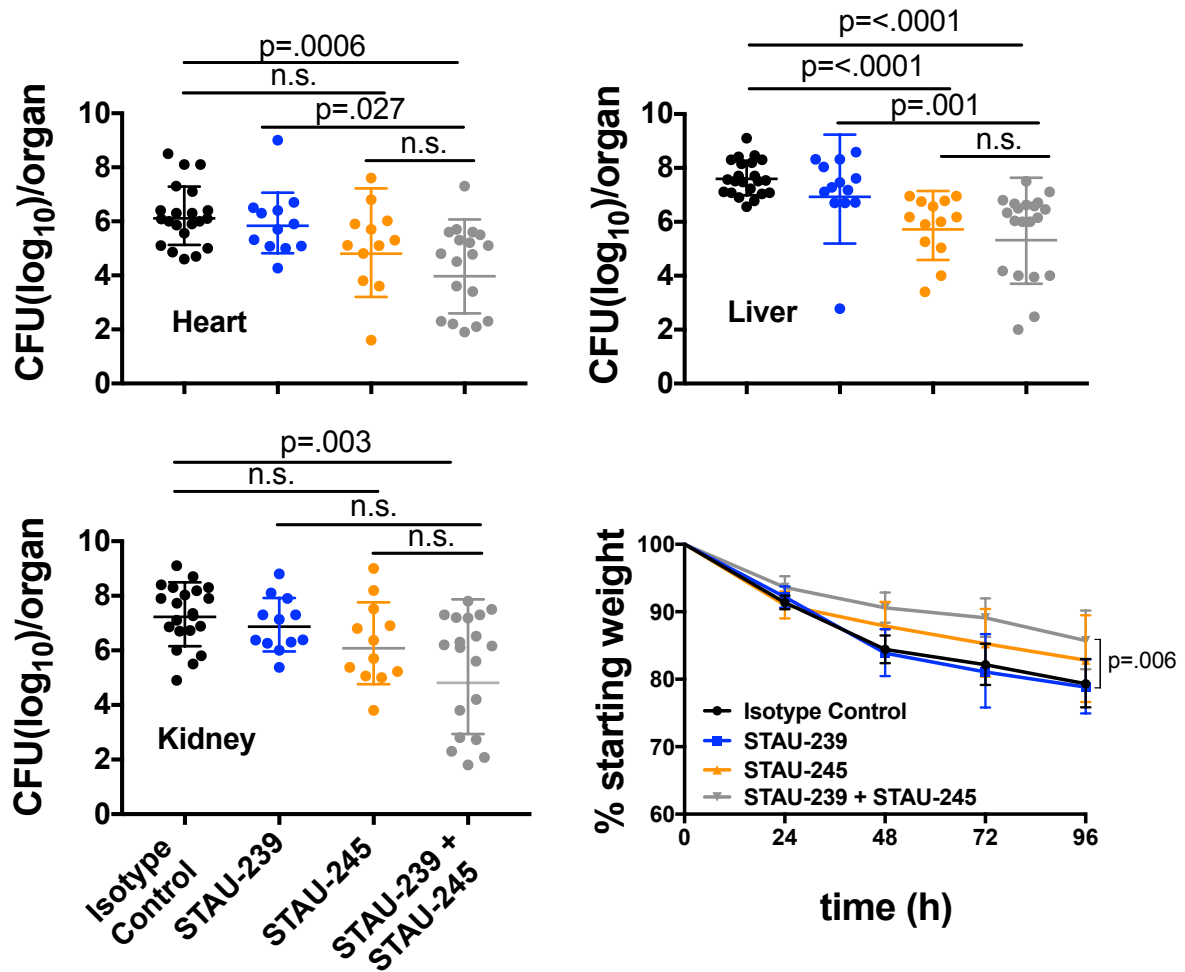 p=.0006
n.s.
p=.027
n.s.
CFU(log10)/organ
10
8
6
4
2
0
Heart
p=<.0001
p=<.0001
p=.001
n.s.
CFU(log10)/organ
10
8
6
4
2
0
Liver
p=.003
n.s.
n.s.
n.s.
CFU(log10)/organ
10
8
6
4
2
0
Kidney
Isotype
Control
STAU-239
STAU-245
STAU-239 +
STAU-245
% starting weight
100
90
80
70
60
p=.006
Isotype Control
STAU-239
STAU-245
STAU-239 + STAU-245
0
24
48
72
96
time (h)